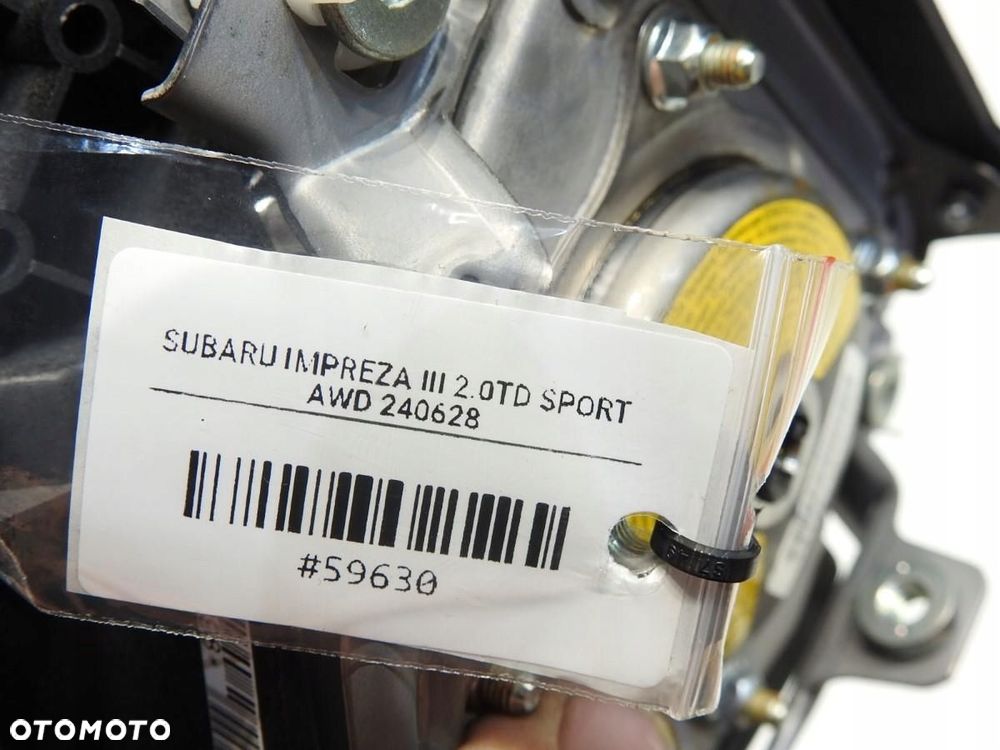 SUBARU IMPREZA III 2.0TD SPORT
AWD 240628
#59630
OTOMOTO